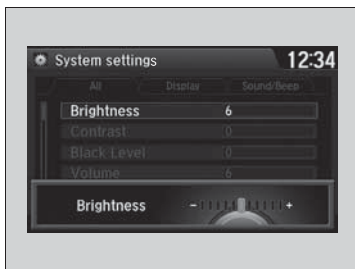 System settings 12:34
All Display Sound/Beep
Brightness 6
Contrast 0
Black Level 0
Volume 6
Brightness - +